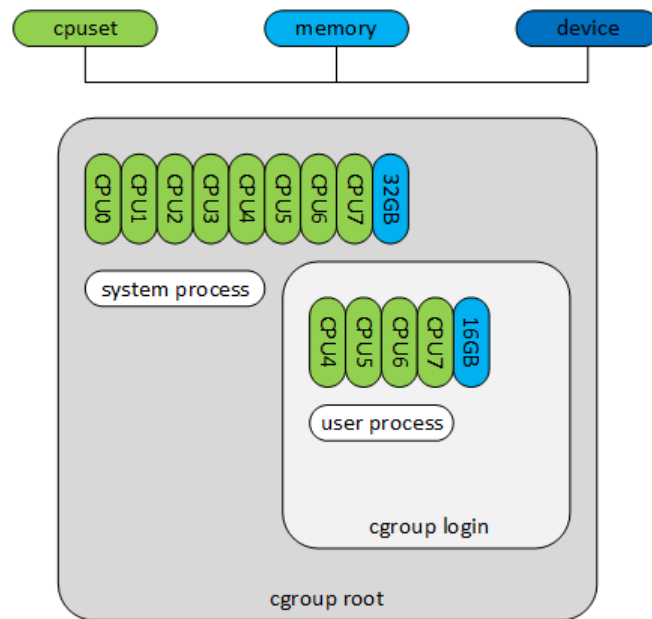 cpuset
memory
device
CPU0
CPU1
CPU2
CPU3
CPU4
CPU5
CPU6
CPU7
32GB
system process
CPU4
CPU5
CPU6
CPU7
16GB
user process
cgroup login
cgroup root